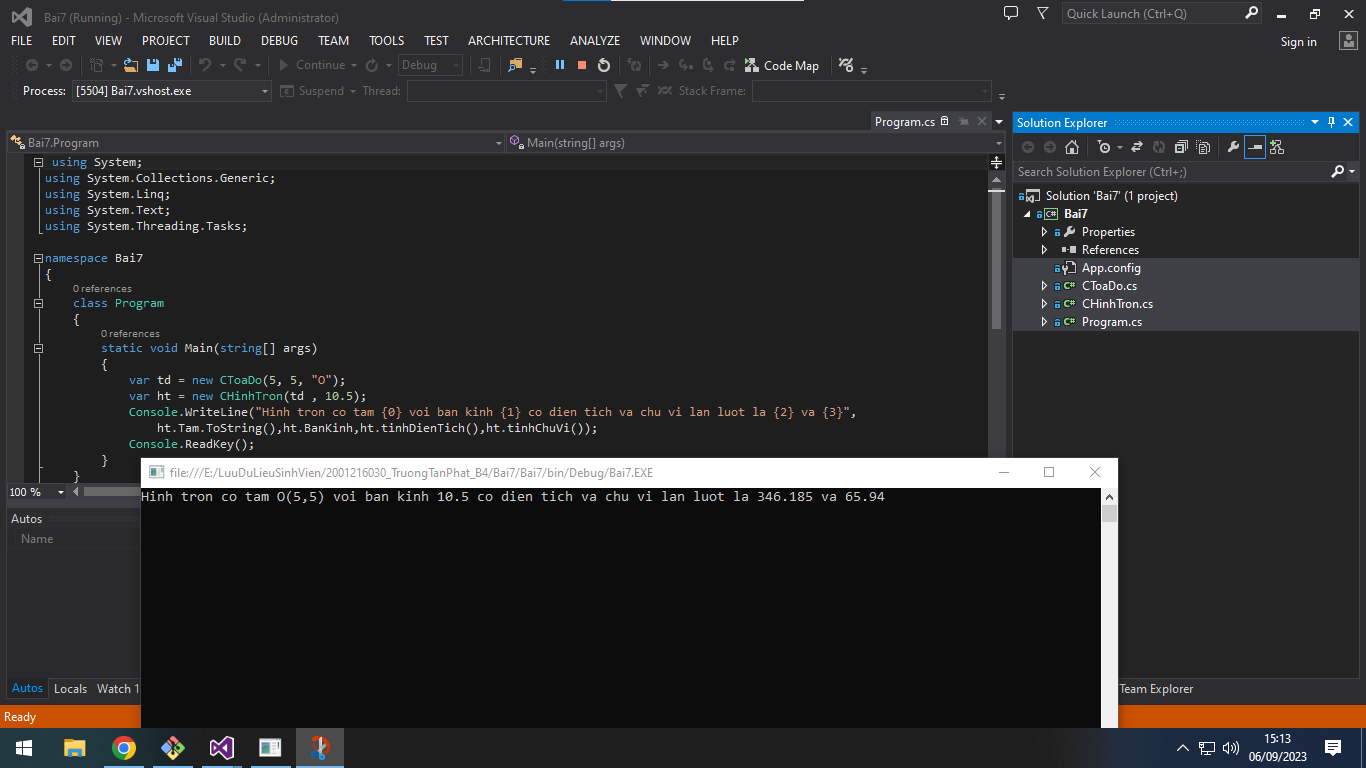 Bai7 (Running) - Microsoft Visual Studio (Administrator)
Quick Launch (Ctrl+Q)
FILE EDIT VIEW PROJECT BUILD DEBUG TEAM TOOLS TEST ARCHITECTURE ANALYZE WINDOW HELP
Sign in
Continue
Debug
Code Map
Process: [5504] Bai7.vshost.exe
Suspend
Thread:
Stack Frame:
Program.cs
Bai7.Program
Main(string[] args)
using System;
using System.Collections.Generic;
using System.Linq;
using System.Text;
using System.Threading.Tasks;
namespace Bai7
{
0 references
class Program
{
0 references
static void Main(string[] args)
{
var td = new CToaDo(5, 5, "O");
var ht = new CHinhTron(td , 10.5);
Console.WriteLine("Hinh tron co tam {0} voi ban kinh {1} co dien tich va chu vi lan luot la {2} va {3}",
ht.Tam.ToString(),ht.BanKinh,ht.tinhDienTich(),ht.tinhChuVi());
Console.ReadKey();
}
}
100 %
Solution Explorer
Search Solution Explorer (Ctrl+;)
Solution 'Bai7' (1 project)
C# Bai7
Properties
References
App.config
C# CToaDo.cs
C# CHinhTron.cs
C# Program.cs
file:///E:/LuuDuLieuSinhVien/2001216030_TruongTanPhat_B4/Bai7/Bai7/bin/Debug/Bai7.EXE
Hinh tron co tam O(5,5) voi ban kinh 10.5 co dien tich va chu vi lan luot la 346.185 va 65.94
Autos
Name
Autos Locals Watch 1
Team Explorer
Ready
15:13
06/09/2023